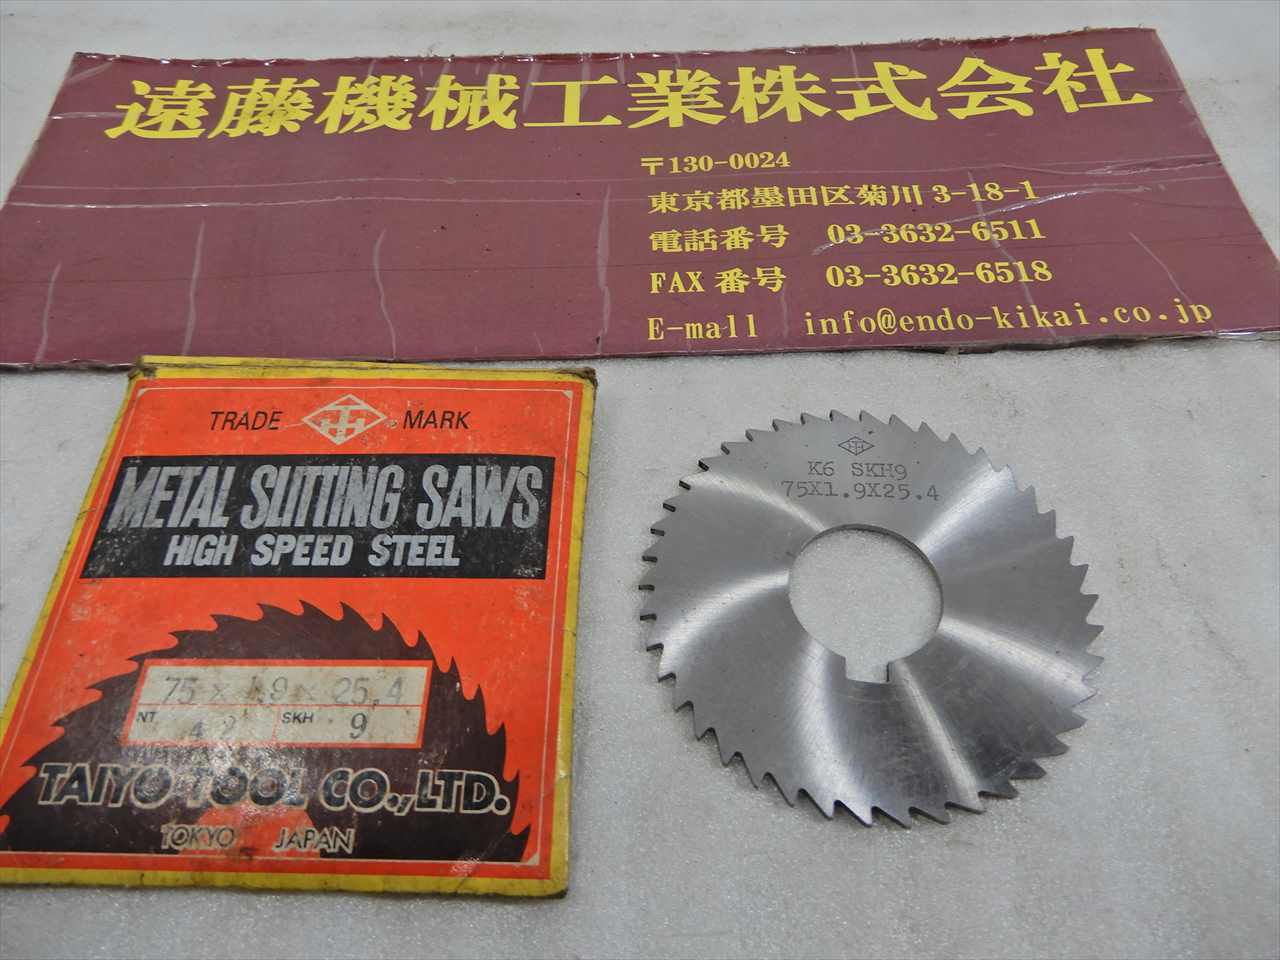 遠藤機械工業株式会社
〒130-0024
東京都墨田区菊川 3-18-1
電話番号 03-3632-6511
FAX 番号 03-3632-6518
E-mall info@endo-kikai.co.jp
TRADE MARK
METAL SLITTING SAWS
HIGH SPEED STEEL
75 × 1.9 × 25.4
NT 42 SKH 9
TAIYO TOOL CO.,LTD.
TOKYO JAPAN
K6 SKH9
75X1.9X25.4